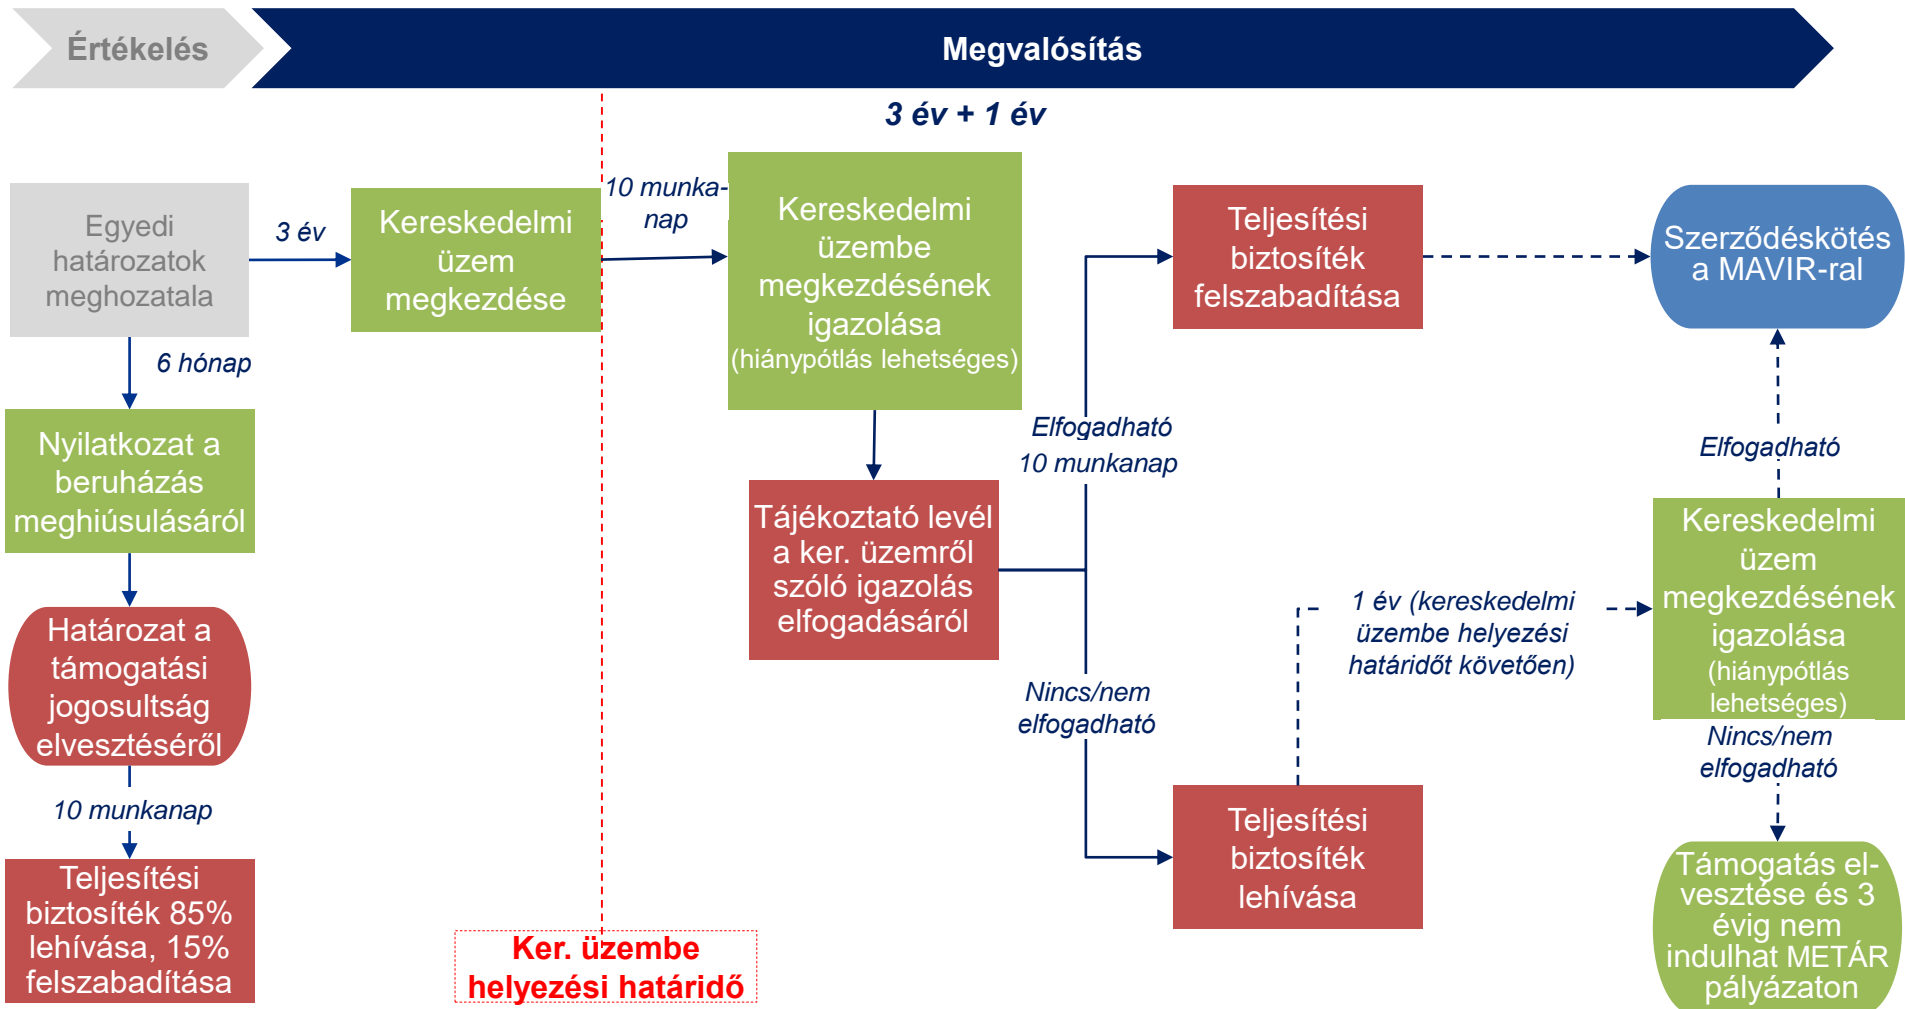 Értékelés
Megvalósítás
3 év + 1 év
Egyedi
határozatok
meghozatala
3 év
Kereskedelmi
üzem
megkezdése
10 munka-
nap
Kereskedelmi
üzembe
megkezdésének
igazolása
(hiánypótlás lehetséges)
Teljesítési
biztosíték
felszabadítása
Szerződéskötés
a MAVIR-ral
6 hónap
Nyilatkozat a
beruházás
meghiúsulásáról
Elfogadható
10 munkanap
Elfogadható
Tájékoztató levél
a ker. üzemről
szóló igazolás
elfogadásáról
Kereskedelmi
üzem
megkezdésének
igazolása
(hiánypótlás
lehetséges)
1 év (kereskedelmi
üzembe helyezési
határidőt követően)
Határozat a
támogatási
jogosultság
elvesztéséről
Nincs/nem
elfogadható
Nincs/nem
elfogadható
10 munkanap
Teljesítési
biztosíték
lehívása
Teljesítési
biztosíték 85%
lehívása, 15%
felszabadítása
Ker. üzembe
helyezési határidő
Támogatás el-
vesztése és 3
évig nem
indulhat METÁR
pályázaton